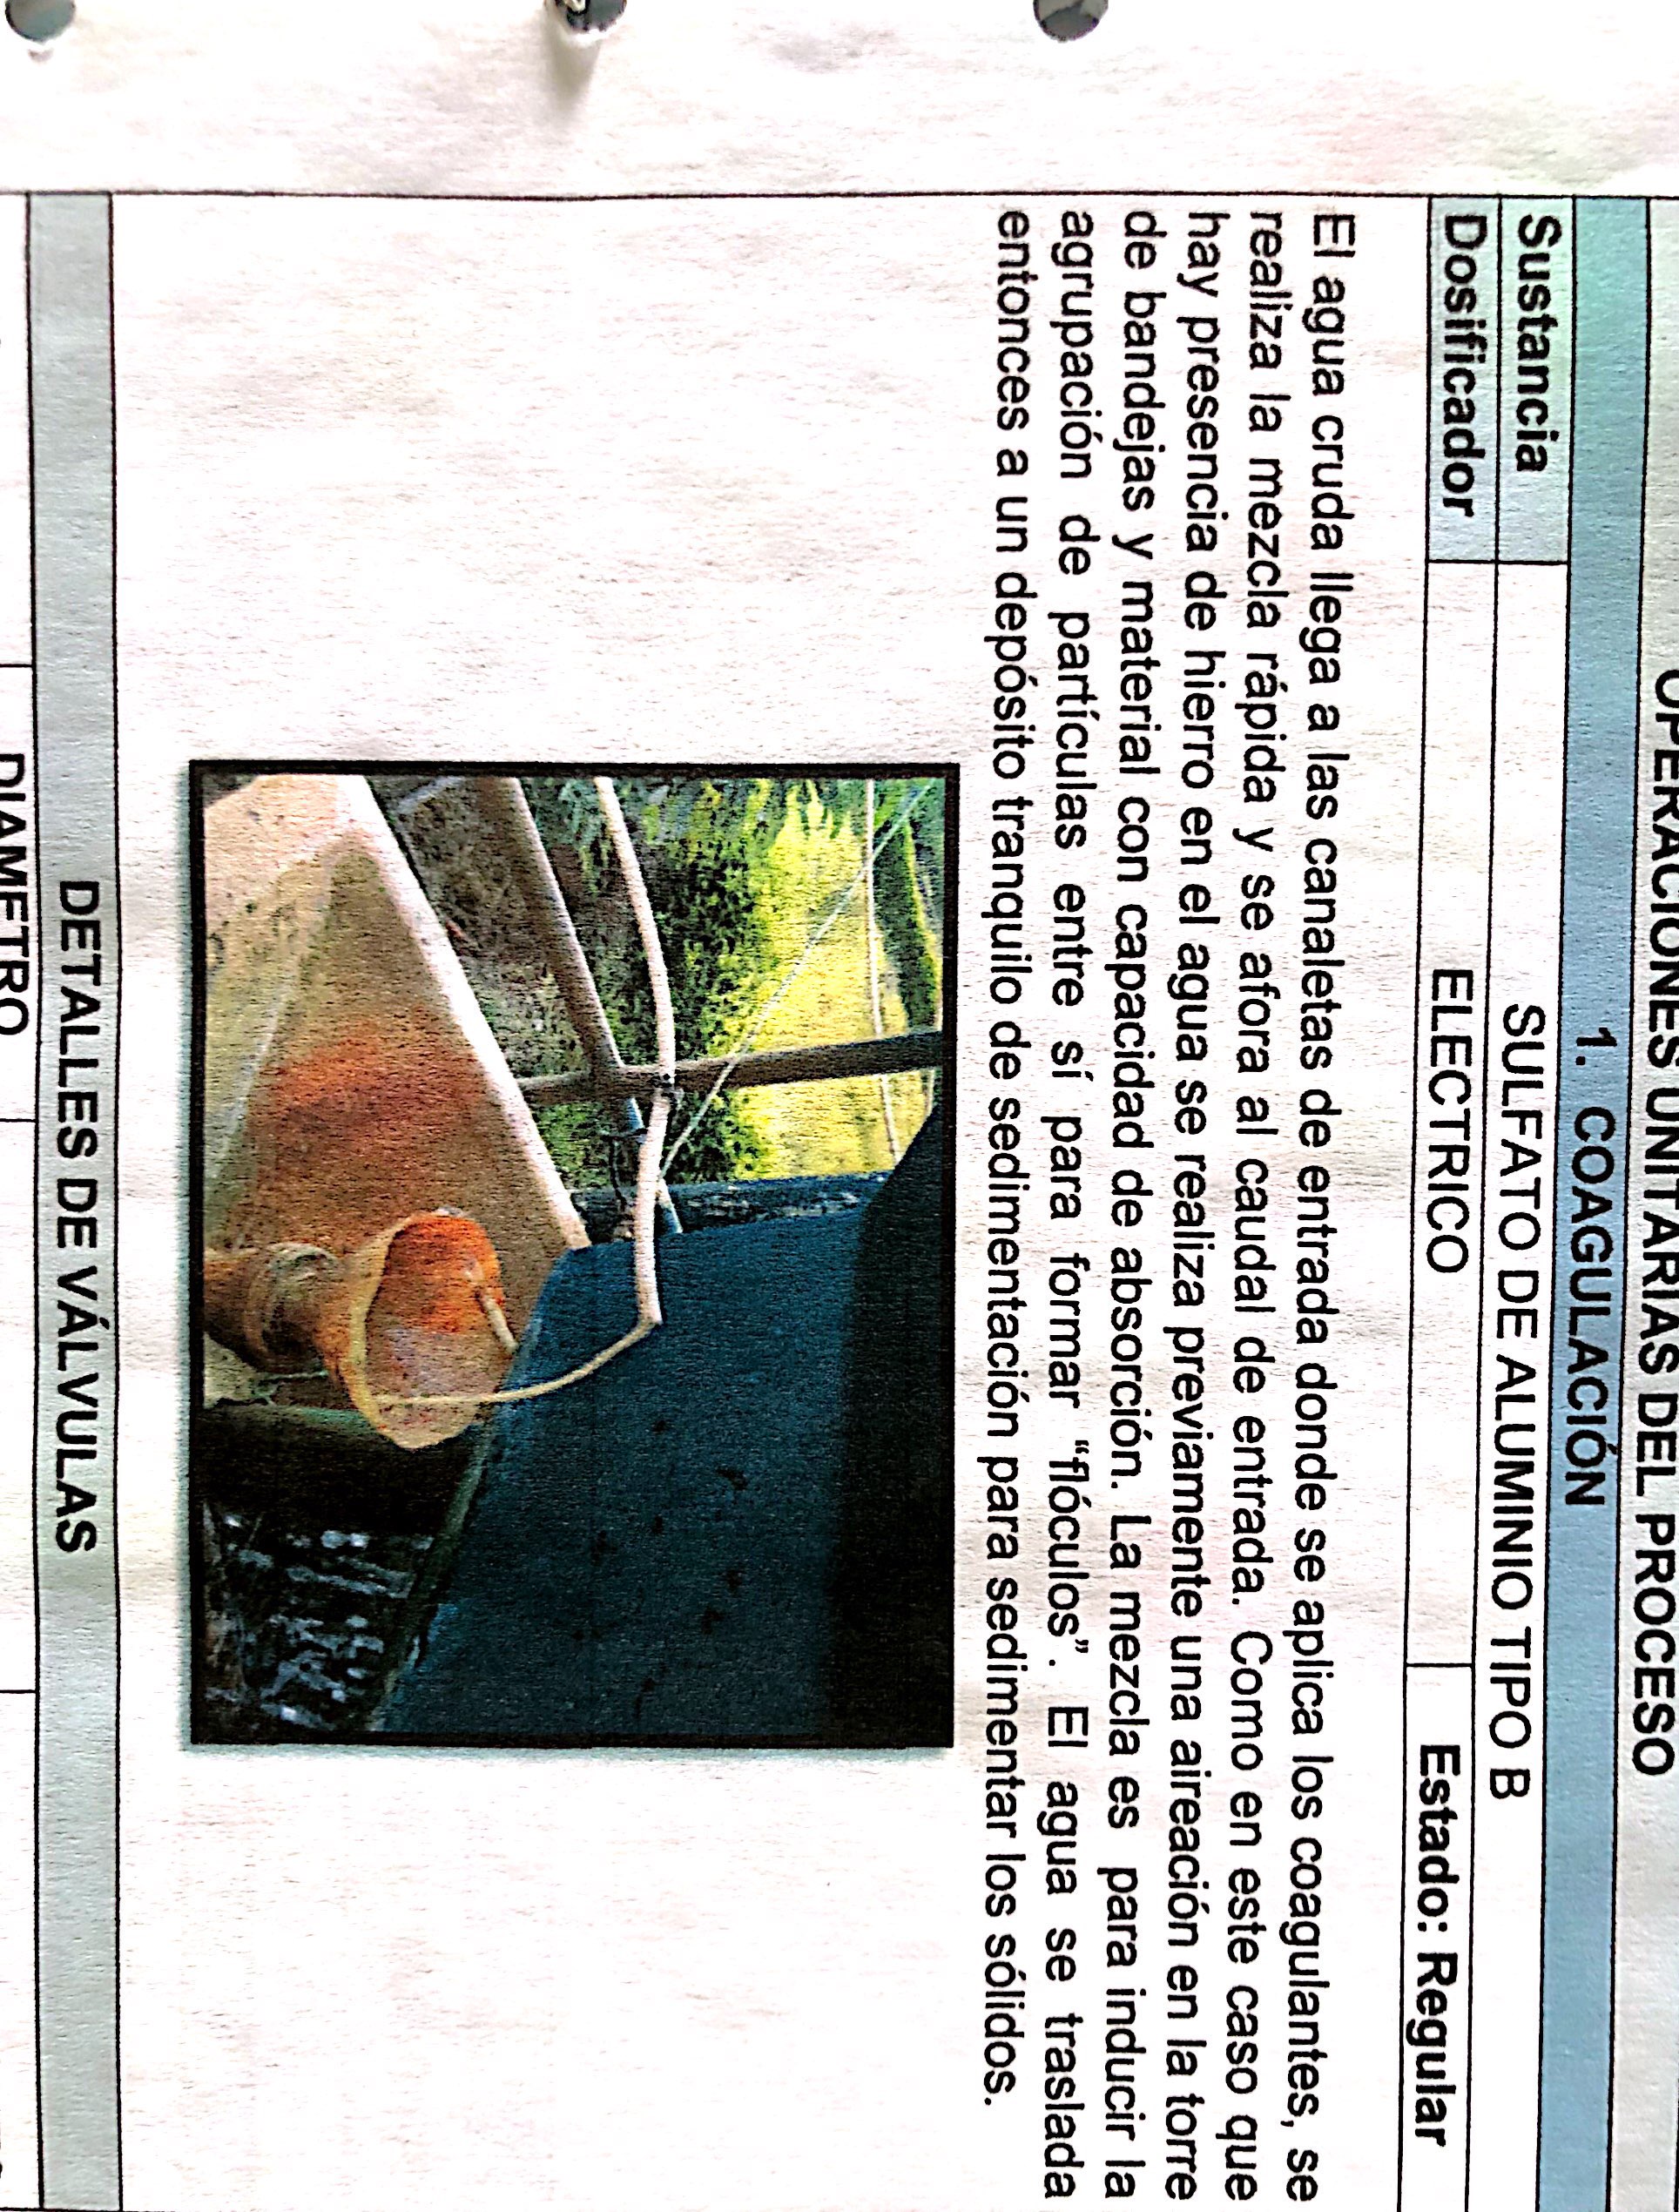 OPERACIONES UNITARIAS DEL PROCESO
1. COAGULACIÓN
Sustancia SULFATO DE ALUMINIO TIPO B
Dosificador ELECTRICO Estado: Regular
El agua cruda llega a las canaletas de entrada donde se aplica los coagulantes, se
realiza la mezcla rápida y se afora al caudal de entrada. Como en este caso que
hay presencia de hierro en el agua se realiza previamente una aireación en la torre
de bandejas y material con capacidad de absorción. La mezcla es para inducir la
agrupación de partículas entre sí para formar “flóculos”. El agua se traslada
entonces a un depósito tranquilo de sedimentación para sedimentar los sólidos.
DETALLES DE VÁLVULAS
DIAMETRO